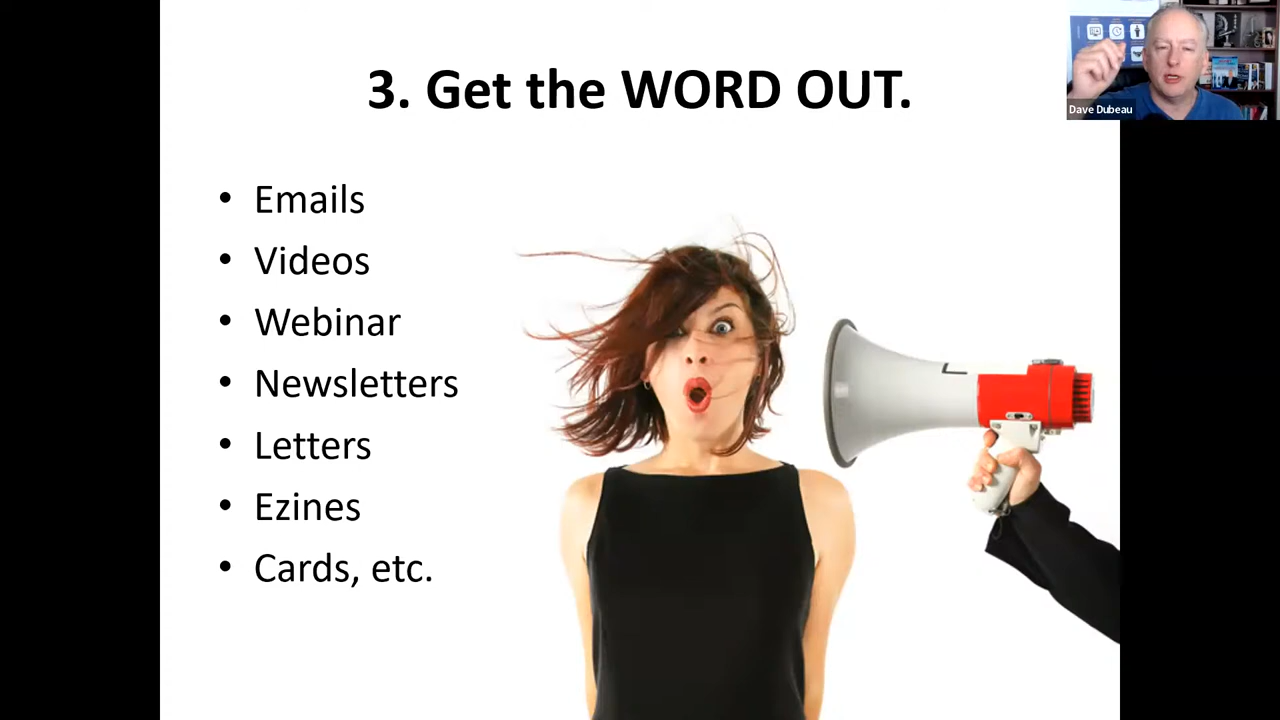 3. Get the WORD OUT.
Dave Dubeau
• Emails
• Videos
• Webinar
• Newsletters
• Letters
• Ezines
• Cards, etc.